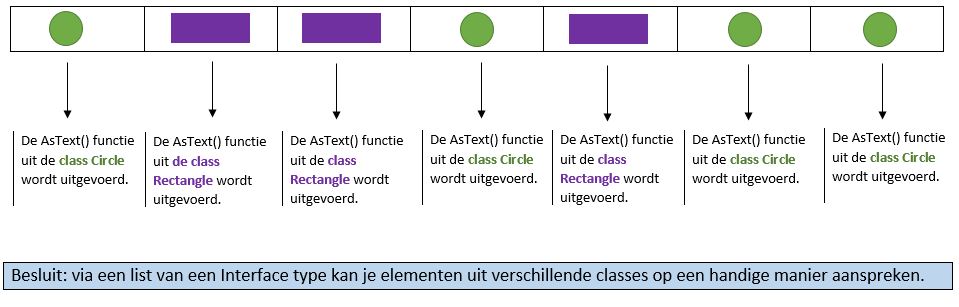 De AsText() functie
uit de class Circle
wordt uitgevoerd.
De AsText() functie
uit de class
Rectangle wordt
uitgevoerd.
De AsText() functie
uit de class
Rectangle wordt
uitgevoerd.
De AsText() functie
uit de class Circle
wordt uitgevoerd.
De AsText() functie
uit de class
Rectangle wordt
uitgevoerd.
De AsText() functie
uit de class Circle
wordt uitgevoerd.
De AsText() functie
uit de class Circle
wordt uitgevoerd.
Besluit: via een list van een Interface type kan je elementen uit verschillende classes op een handige manier aanspreken.